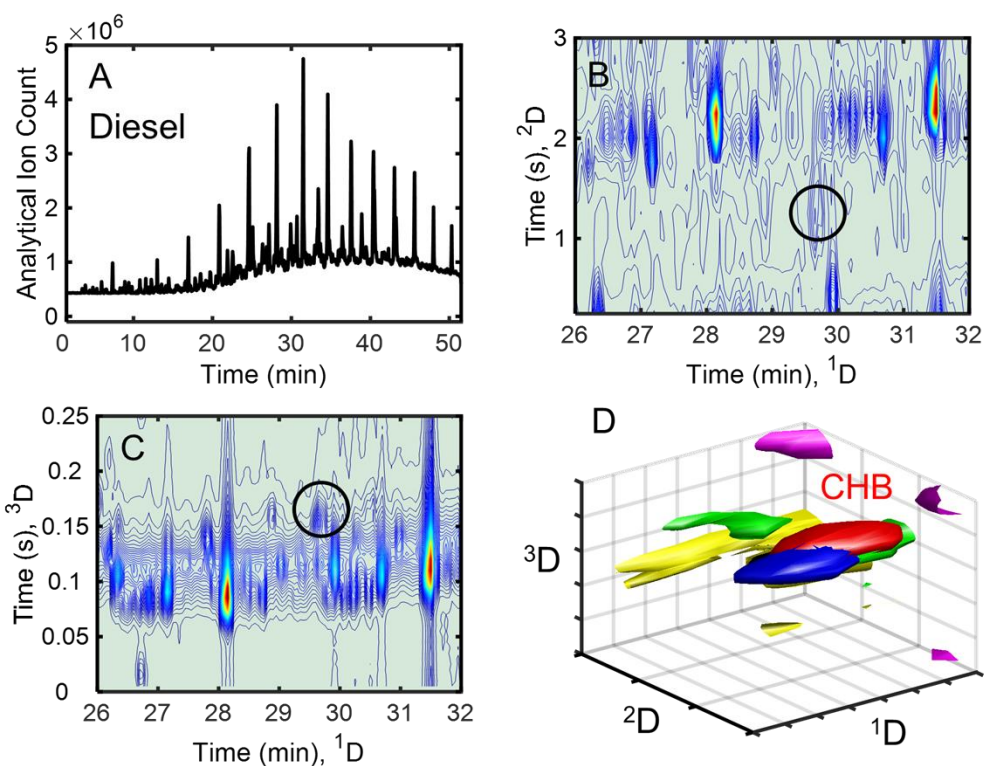 ×10⁶
A
Diesel
5
4
3
2
1
0
Analytical Ion Count
0 10 20 30 40 50
Time (min)
B
3
2
1
Time (s), ²D
26 27 28 29 30 31 32
Time (min), ¹D
C
0.25
0.2
0.15
0.1
0.05
0
Time (s), ³D
26 27 28 29 30 31 32
Time (min), ¹D
D
CHB
³D
²D
¹D